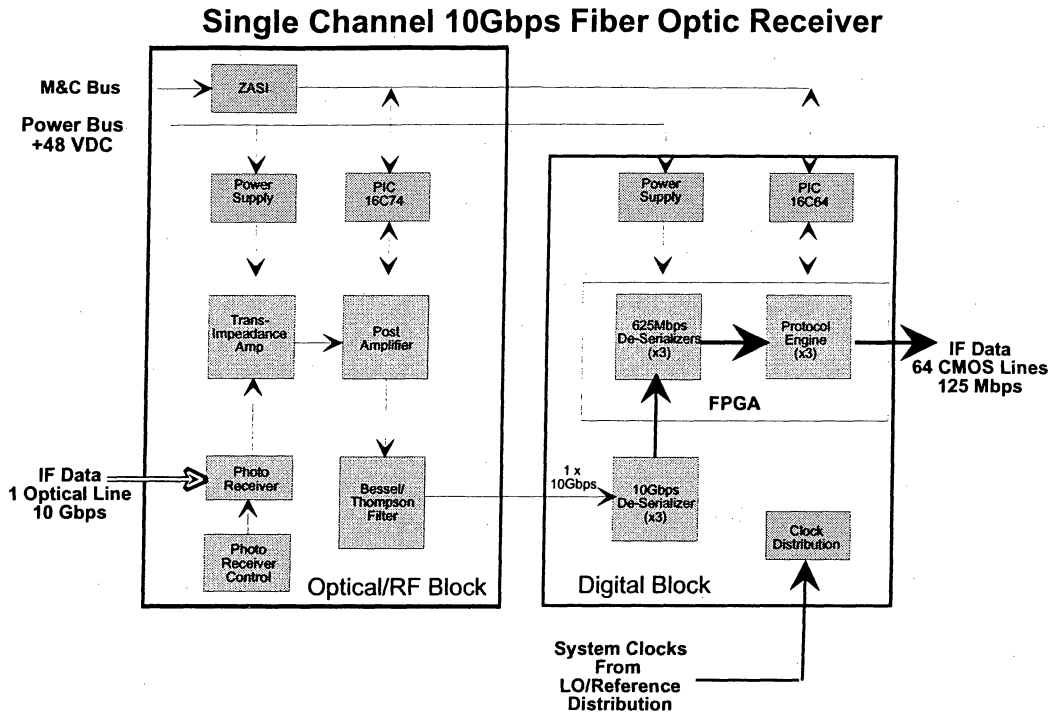 Single Channel 10Gbps Fiber Optic Receiver
M&C Bus
ZASI
Power Bus
+48 VDC
Power
Supply
PIC
16C74
Power
Supply
PIC
16C64
Trans-
Impeadance
Amp
Post
Amplifier
625Mbps
De-Serializers
(x3)
Protocol
Engine
(x3)
IF Data
64 CMOS Lines
125 Mbps
FPGA
IF Data
1 Optical Line
10 Gbps
Photo
Receiver
Bessel/
Thompson
Filter
1 x
10Gbps
10Gbps
De-Serializer
(x3)
Clock
Distribution
Photo
Receiver
Control
Optical/RF Block
Digital Block
System Clocks
From
LO/Reference
Distribution